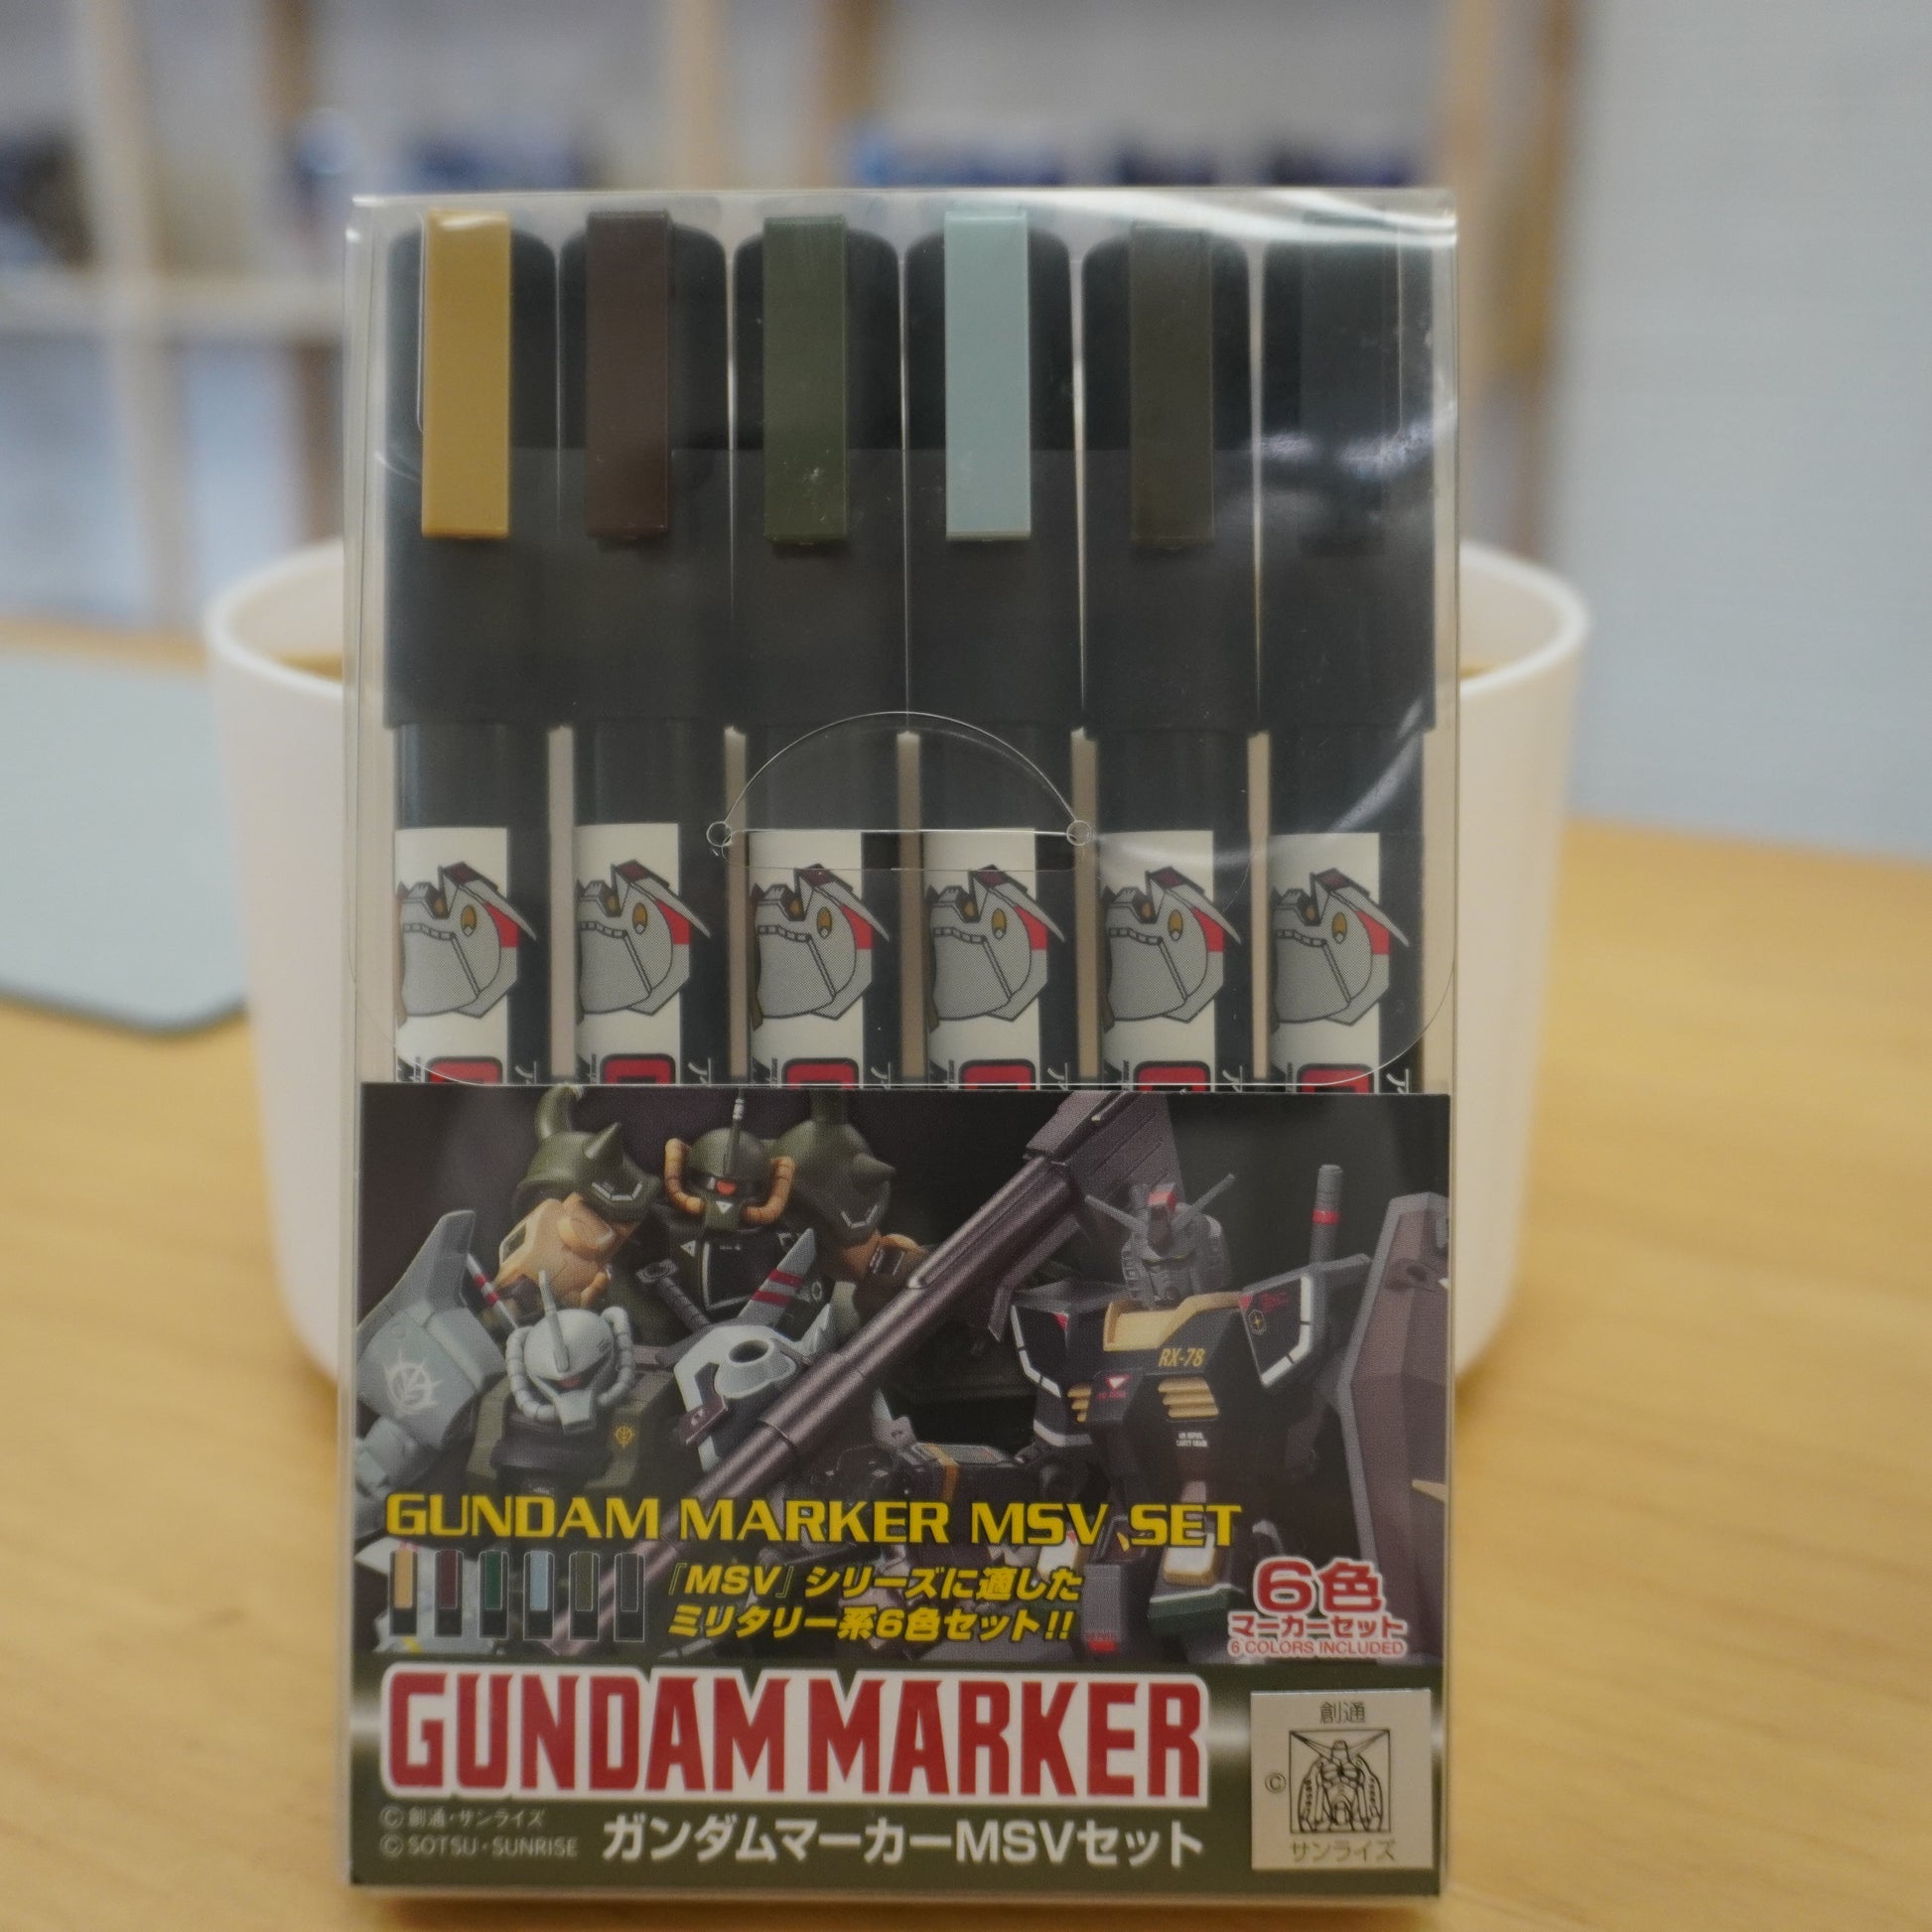 RX-78
GUNDAM MARKER MSV SET
「MSV」シリーズに適した
ミリタリー系6色セット!!
6色
マーカーセット
6 COLORS INCLUDED
GUNDAM MARKER
©創通・サンライズ
©SOTSU・SUNRISE
ガンダムマーカーMSVセット
創通
©
サンライズ